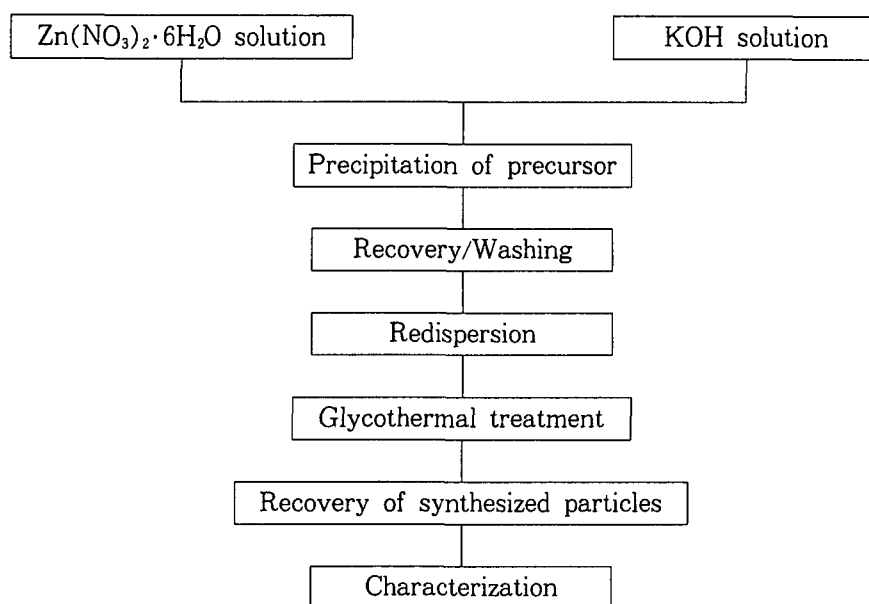 Zn(NO₃)₂·6H₂O solution
KOH solution
Precipitation of precursor
Recovery/Washing
Redispersion
Glycothermal treatment
Recovery of synthesized particles
Characterization